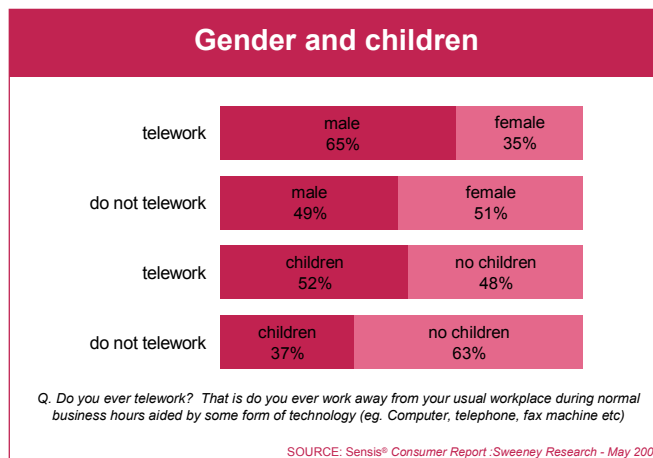 Gender and children
telework
male
65%
female
35%
do not telework
male
49%
female
51%
telework
children
52%
no children
48%
do not telework
children
37%
no children
63%
Q. Do you ever telework?  That is do you ever work away from your usual workplace during normal
business hours aided by some form of technology (eg. Computer, telephone, fax machine etc)
SOURCE: Sensis® Consumer Report :Sweeney Research - May 200